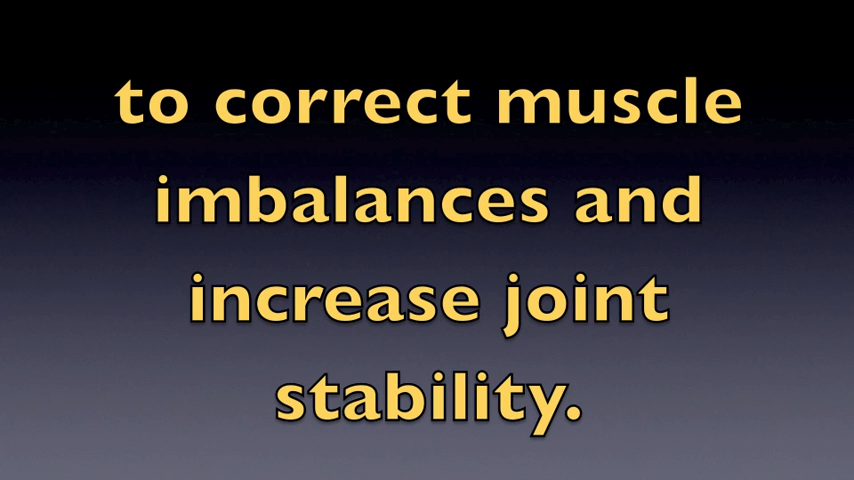 to correct muscle
imbalances and
increase joint
stability.